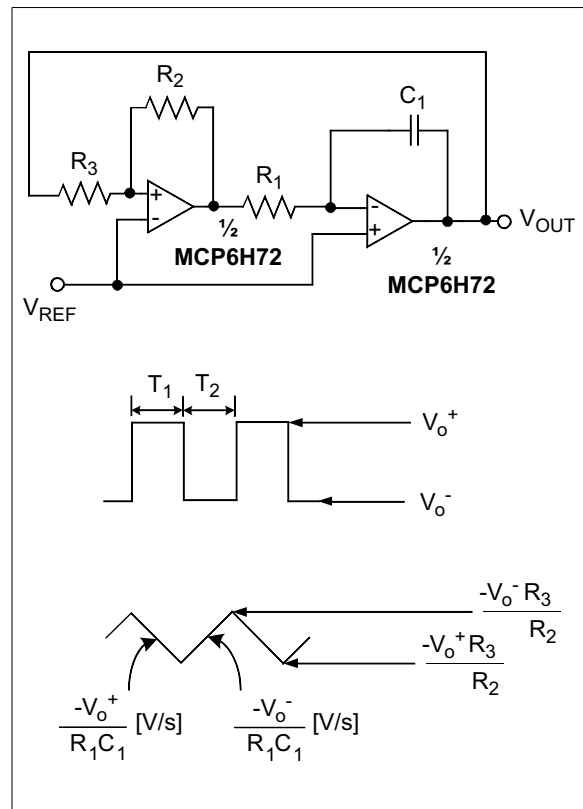 R2
C1
R3
R1
+
-
-
+
½
MCP6H72
½
MCP6H72
VOUT
VREF
T1 T2
Vo+
Vo-
-Vo- R3
R2
-Vo+ R3
R2
-Vo+
R1C1 [V/s]
-Vo-
R1C1 [V/s]